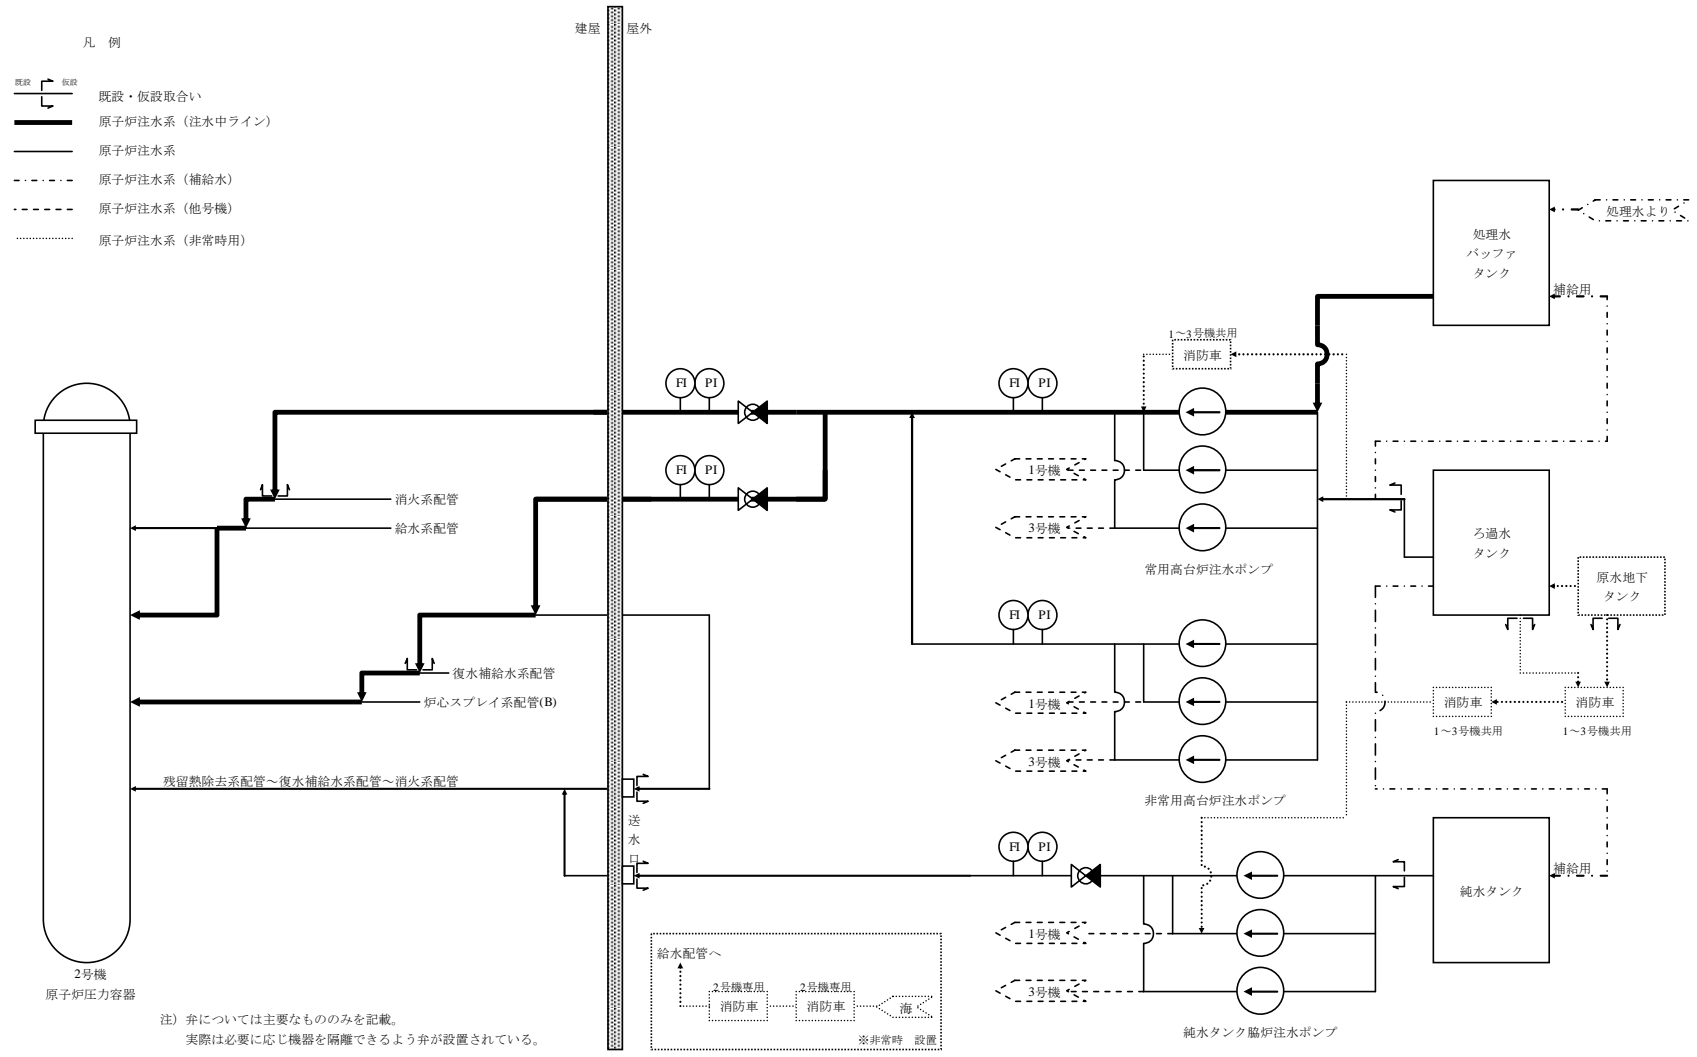 凡　例
既設 仮設
既設・仮設取合い
原子炉注水系（注水中ライン）
原子炉注水系
原子炉注水系（補給水）
原子炉注水系（他号機）
原子炉注水系（非常時用）
建屋
屋外
処理水
バッファ
タンク
処理水より
補給用
1～3号機共用
消防車
FI PI
FI PI
FI PI
1号機
3号機
常用高台炉注水ポンプ
消火系配管
給水系配管
ろ過水
タンク
原水地下
タンク
FI PI
1号機
3号機
非常用高台炉注水ポンプ
復水補給水系配管
炉心スプレイ系配管(B)
消防車
1～3号機共用
消防車
1～3号機共用
残留熱除去系配管～復水補給水系配管～消火系配管
送
水
口
FI PI
純水タンク
補給用
1号機
3号機
純水タンク脇炉注水ポンプ
2号機
原子炉圧力容器
給水配管へ
2号機専用
消防車
2号機専用
消防車
海
※非常時　設置
注）弁については主要なもののみを記載。
実際は必要に応じ機器を隔離できるよう弁が設置されている。